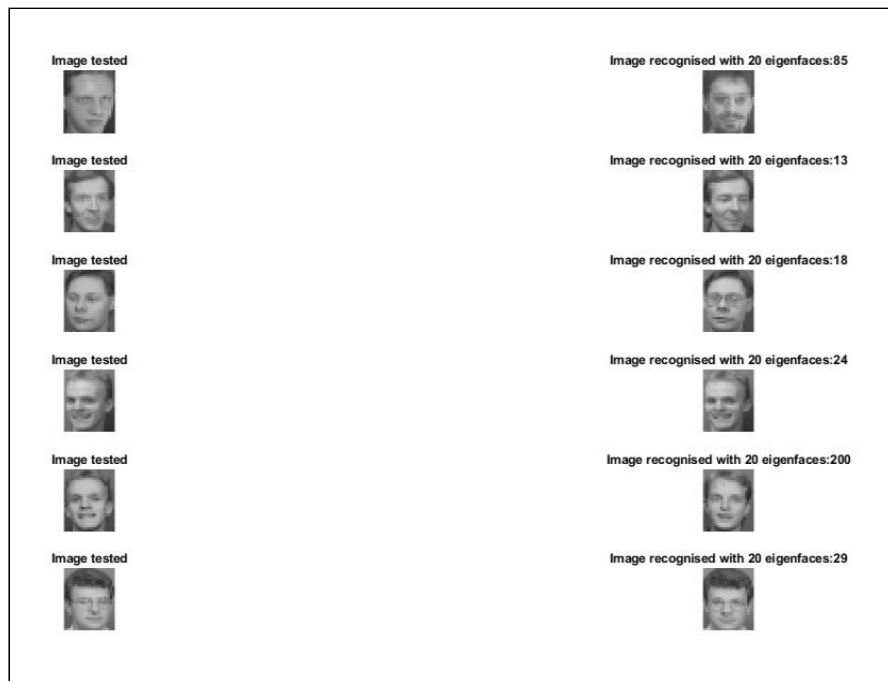 Image tested
Image recognised with 20 eigenfaces:85
Image tested
Image recognised with 20 eigenfaces:13
Image tested
Image recognised with 20 eigenfaces:18
Image tested
Image recognised with 20 eigenfaces:24
Image tested
Image recognised with 20 eigenfaces:200
Image tested
Image recognised with 20 eigenfaces:29